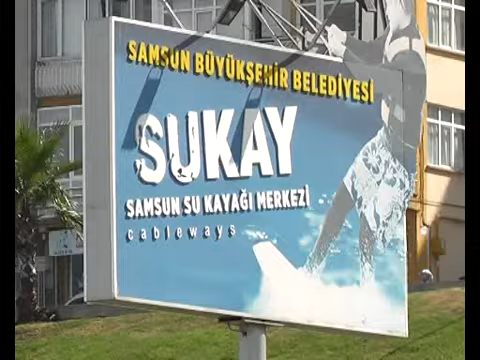 SAMSUN BÜYÜKŞEHİR BELEDİYESİ
SUKAY
SAMSUN SU KAYAĞI MERKEZİ
cableways